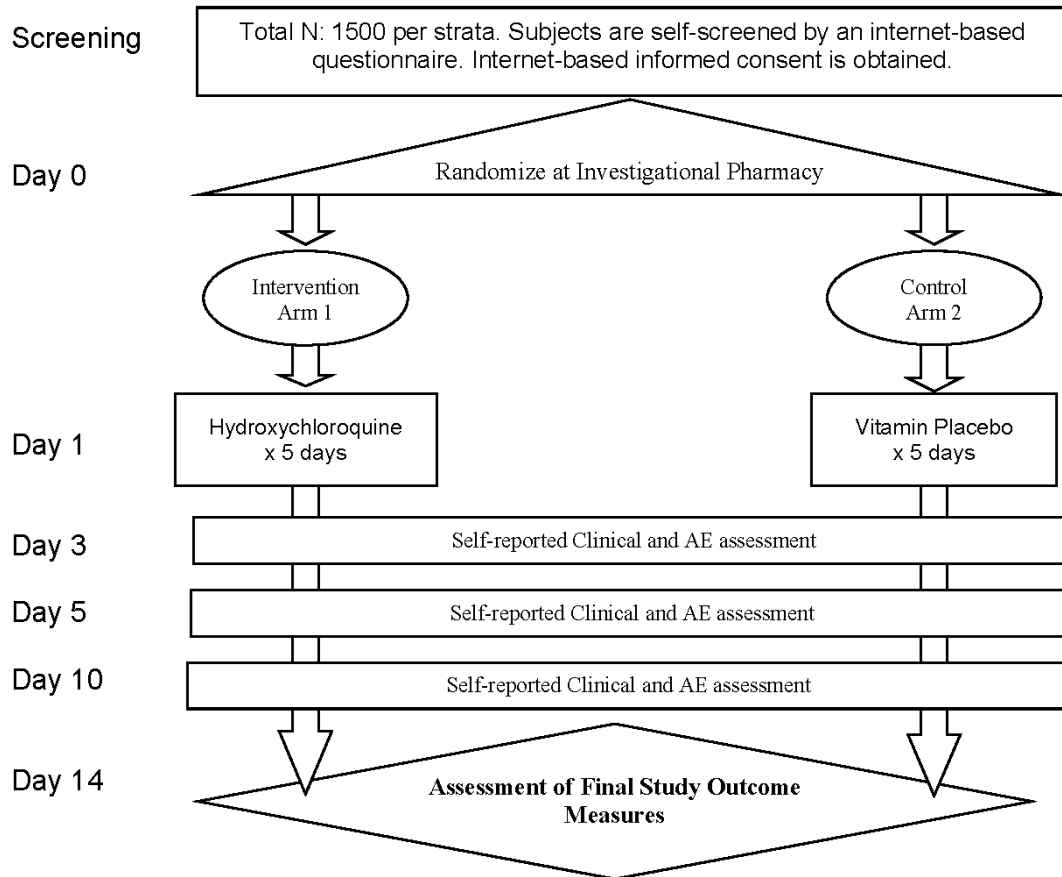 Screening
Total N: 1500 per strata. Subjects are self-screened by an internet-based
questionnaire. Internet-based informed consent is obtained.
Day 0
Randomize at Investigational Pharmacy
Intervention
Arm 1
Control
Arm 2
Day 1
Hydroxychloroquine
x 5 days
Vitamin Placebo
x 5 days
Day 3
Self-reported Clinical and AE assessment
Day 5
Self-reported Clinical and AE assessment
Day 10
Self-reported Clinical and AE assessment
Day 14
Assessment of Final Study Outcome
Measures